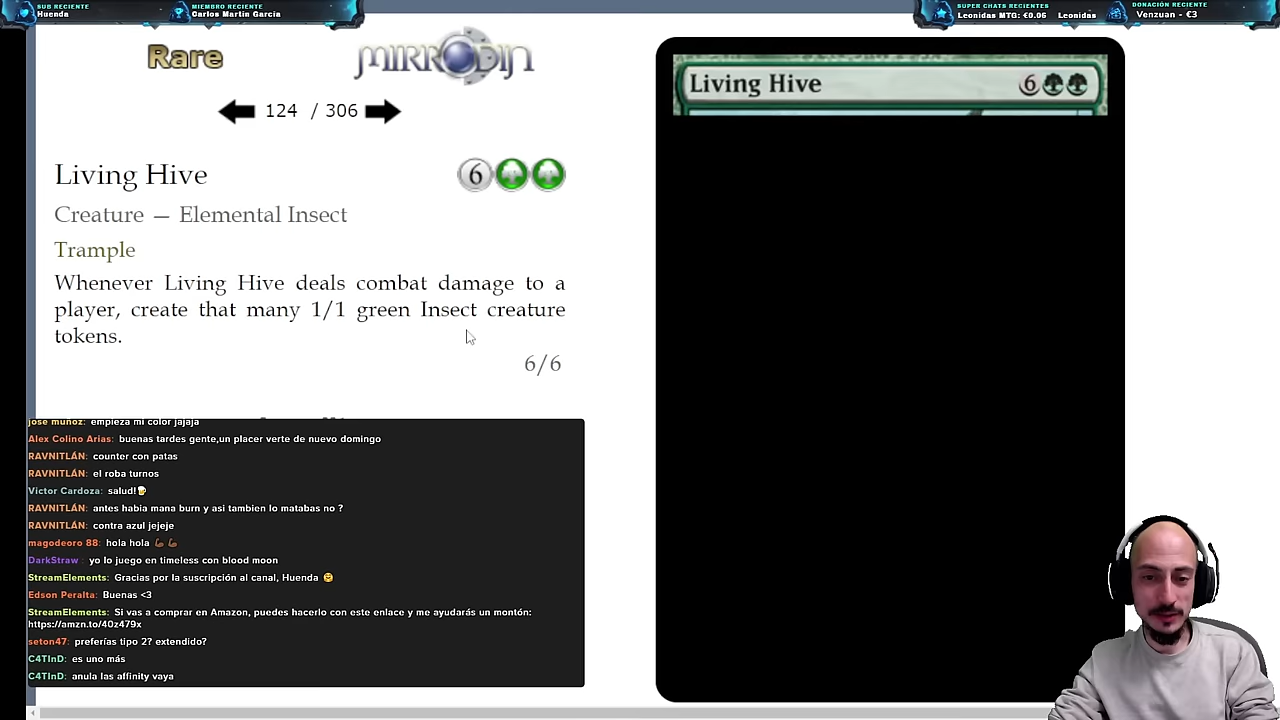 SUB RECIENTE
Huenda
MIEMBRO RECIENTE
Carlos Martin Garcia
SUPER CHATS RECIENTES
Leonidas MTG: €0.06 Leonidas
DONACIÓN RECIENTE
Venzuan - €3
Rare
MIRRODIN
124 / 306
Living Hive
6
Creature — Elemental Insect
Trample
Whenever Living Hive deals combat damage to a
player, create that many 1/1 green Insect creature
tokens.
6/6
Living Hive
6
jose muñoz: empieza mi color jajaja
Alex Colino Arias: buenas tardes gente,un placer verte de nuevo domingo
RAVNITLÁN: counter con patas
RAVNITLÁN: el roba turnos
Victor Cardoza: salud!🍺
RAVNITLÁN: antes habia mana burn y asi tambien lo matabas no ?
RAVNITLÁN: contra azul jejeje
magodeoro 88: hola hola 💪🏾 💪🏾
DarkStraw : yo lo juego en timeless con blood moon
StreamElements: Gracias por la suscripción al canal, Huenda 🤗
Edson Peralta: Buenas <3
StreamElements: Si vas a comprar en Amazon, puedes hacerlo con este enlace y me ayudarás un montón:
https://amzn.to/40z479x
seton47: preferías tipo 2? extendido?
C4TInD: es uno más
C4TInD: anula las affinity vaya